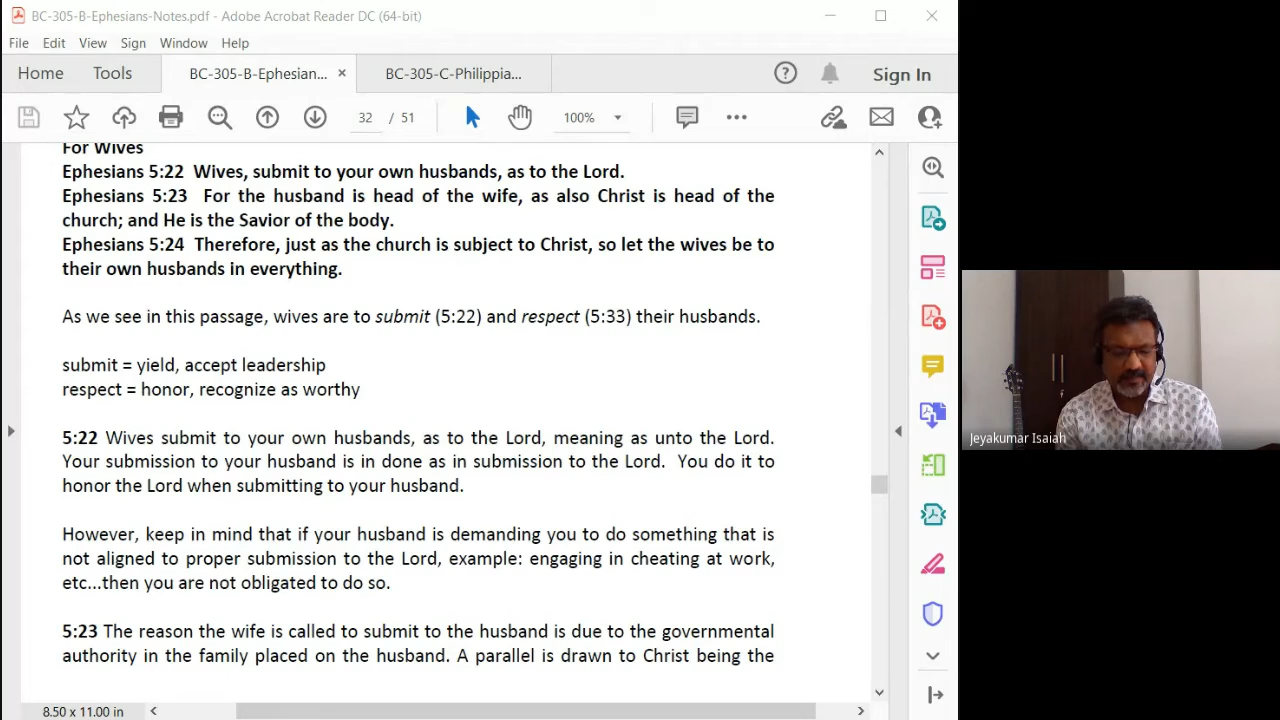 BC-305-B-Ephesians-Notes.pdf - Adobe Acrobat Reader DC (64-bit)
File Edit View Sign Window Help
Home Tools BC-305-B-Ephesian... × BC-305-C-Philippia... Sign In
32 / 51 100%
For Wives
Ephesians 5:22 Wives, submit to your own husbands, as to the Lord.
Ephesians 5:23 For the husband is head of the wife, as also Christ is head of the
church; and He is the Savior of the body.
Ephesians 5:24 Therefore, just as the church is subject to Christ, so let the wives be to
their own husbands in everything.
As we see in this passage, wives are to submit (5:22) and respect (5:33) their husbands.
submit = yield, accept leadership
respect = honor, recognize as worthy
5:22 Wives submit to your own husbands, as to the Lord, meaning as unto the Lord.
Your submission to your husband is in done as in submission to the Lord. You do it to
honor the Lord when submitting to your husband.
However, keep in mind that if your husband is demanding you to do something that is
not aligned to proper submission to the Lord, example: engaging in cheating at work,
etc...then you are not obligated to do so.
5:23 The reason the wife is called to submit to the husband is due to the governmental
authority in the family placed on the husband. A parallel is drawn to Christ being the
8.50 x 11.00 in
Jeyakumar Isaiah